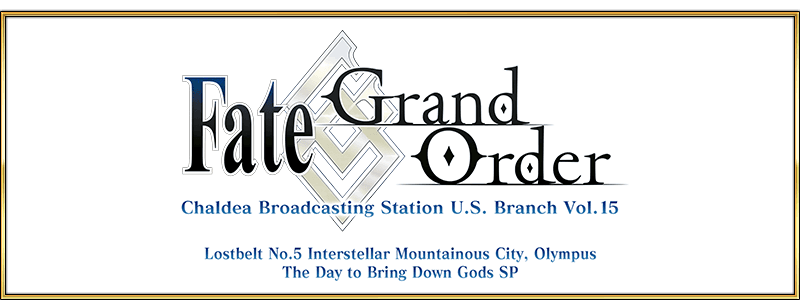 Fate
Grand
Order
Chaldea Broadcasting Station U.S. Branch Vol.15
Lostbelt No.5 Interstellar Mountainous City, Olympus
The Day to Bring Down Gods SP